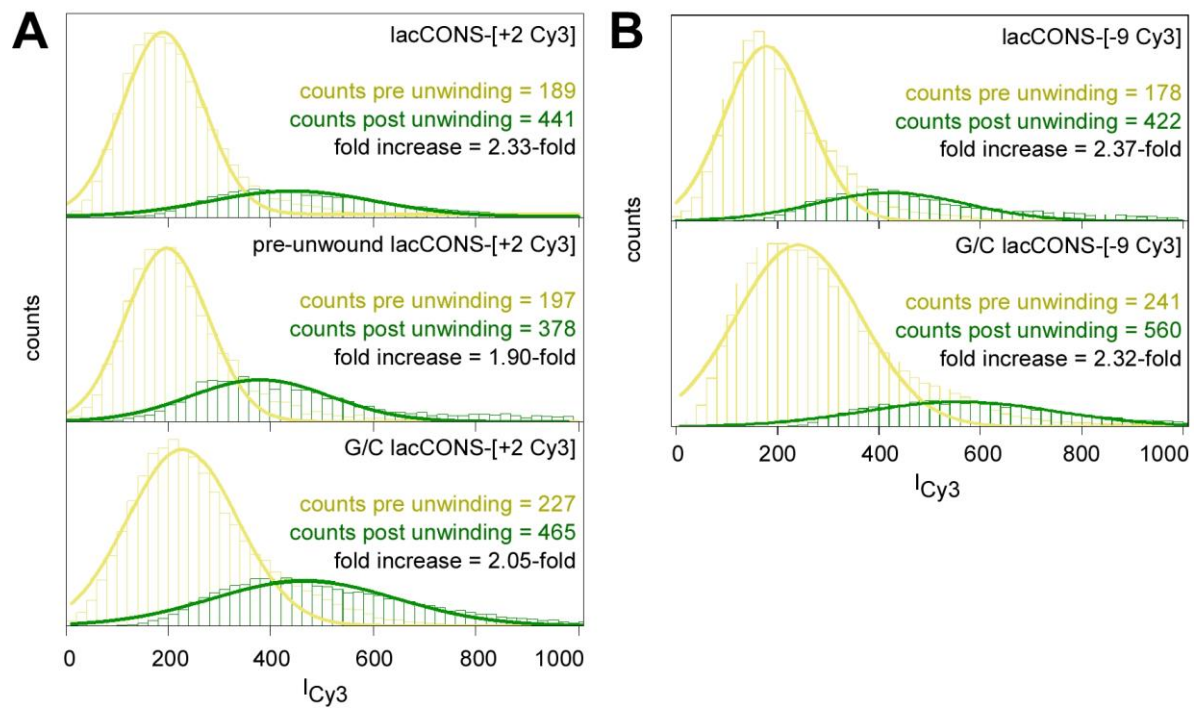 A
lacCONS-[+2 Cy3]
counts pre unwinding = 189
counts post unwinding = 441
fold increase = 2.33-fold
pre-unwound lacCONS-[+2 Cy3]
counts pre unwinding = 197
counts post unwinding = 378
fold increase = 1.90-fold
counts
G/C lacCONS-[+2 Cy3]
counts pre unwinding = 227
counts post unwinding = 465
fold increase = 2.05-fold
0 200 400 600 800 1000
ICy3
B
lacCONS-[-9 Cy3]
counts pre unwinding = 178
counts post unwinding = 422
fold increase = 2.37-fold
counts
G/C lacCONS-[-9 Cy3]
counts pre unwinding = 241
counts post unwinding = 560
fold increase = 2.32-fold
0 200 400 600 800 1000
ICy3